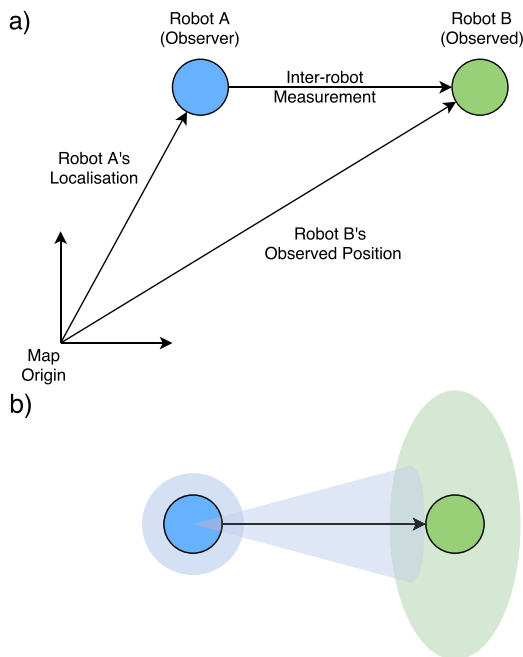 a)
Robot A
(Observer)
Robot B
(Observed)
Inter-robot
Measurement
Robot A's
Localisation
Robot B's
Observed Position
Map
Origin
b)